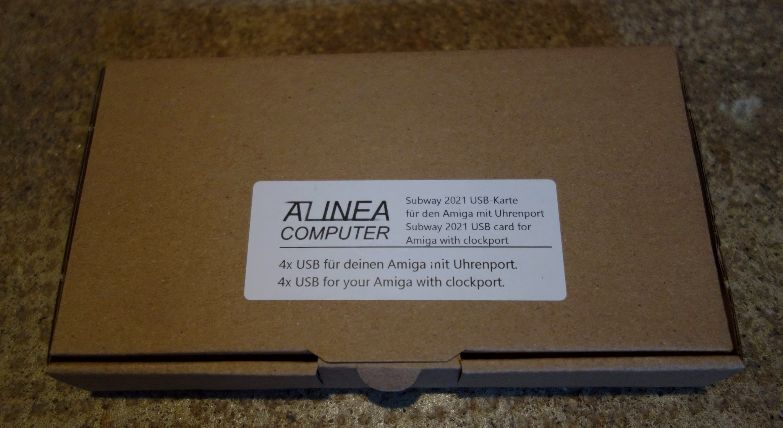 ALINEA
COMPUTER
Subway 2021 USB-Karte
für den Amiga mit Uhrenport
Subway 2021 USB card for
Amiga with clockport
4x USB für deinen Amiga mit Uhrenport.
4x USB for your Amiga with clockport.